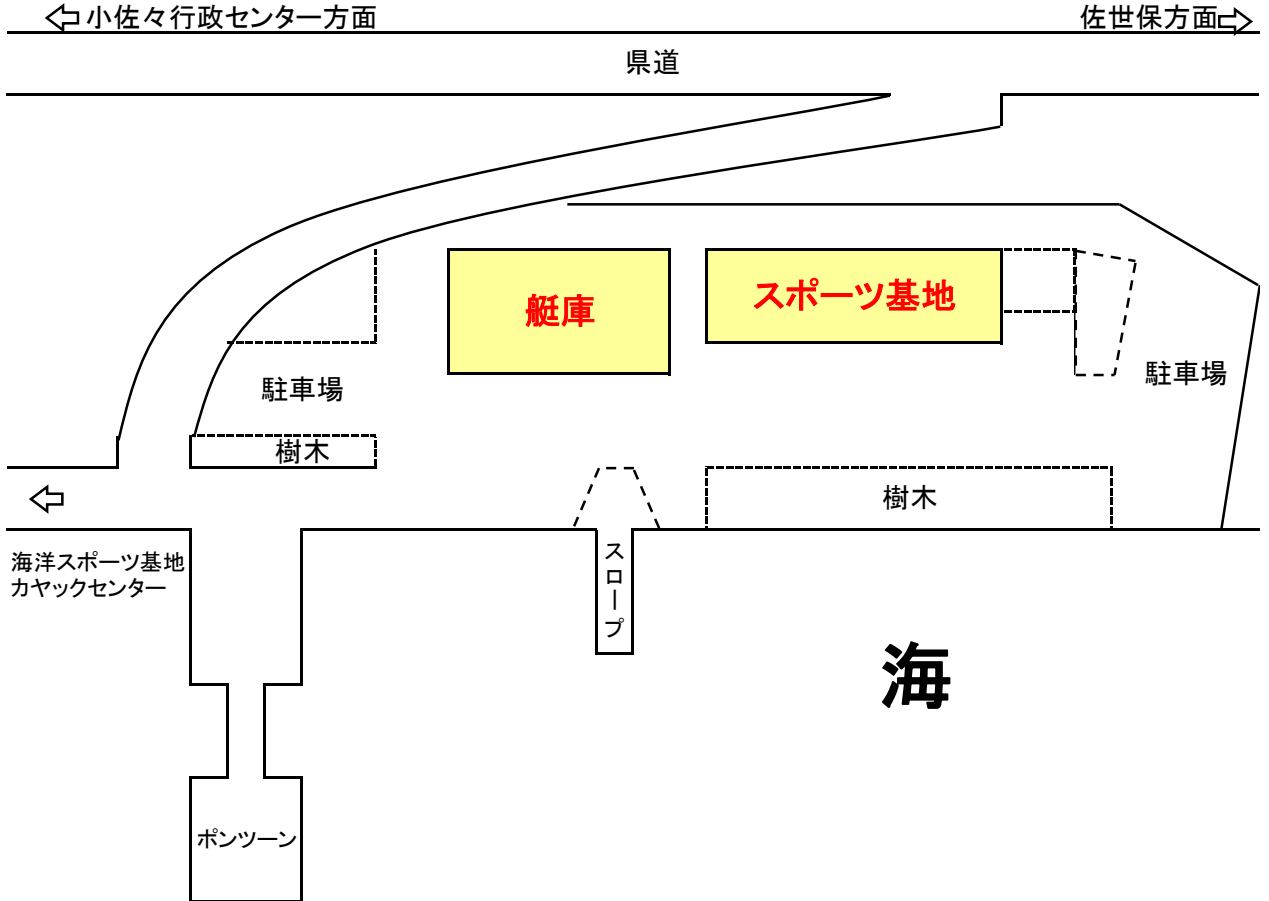 小佐々行政センター方面
佐世保方面
県道
艇庫
スポーツ基地
駐車場
駐車場
樹木
樹木
海洋スポーツ基地
カヤックセンター
スロープ
海
ポンツーン